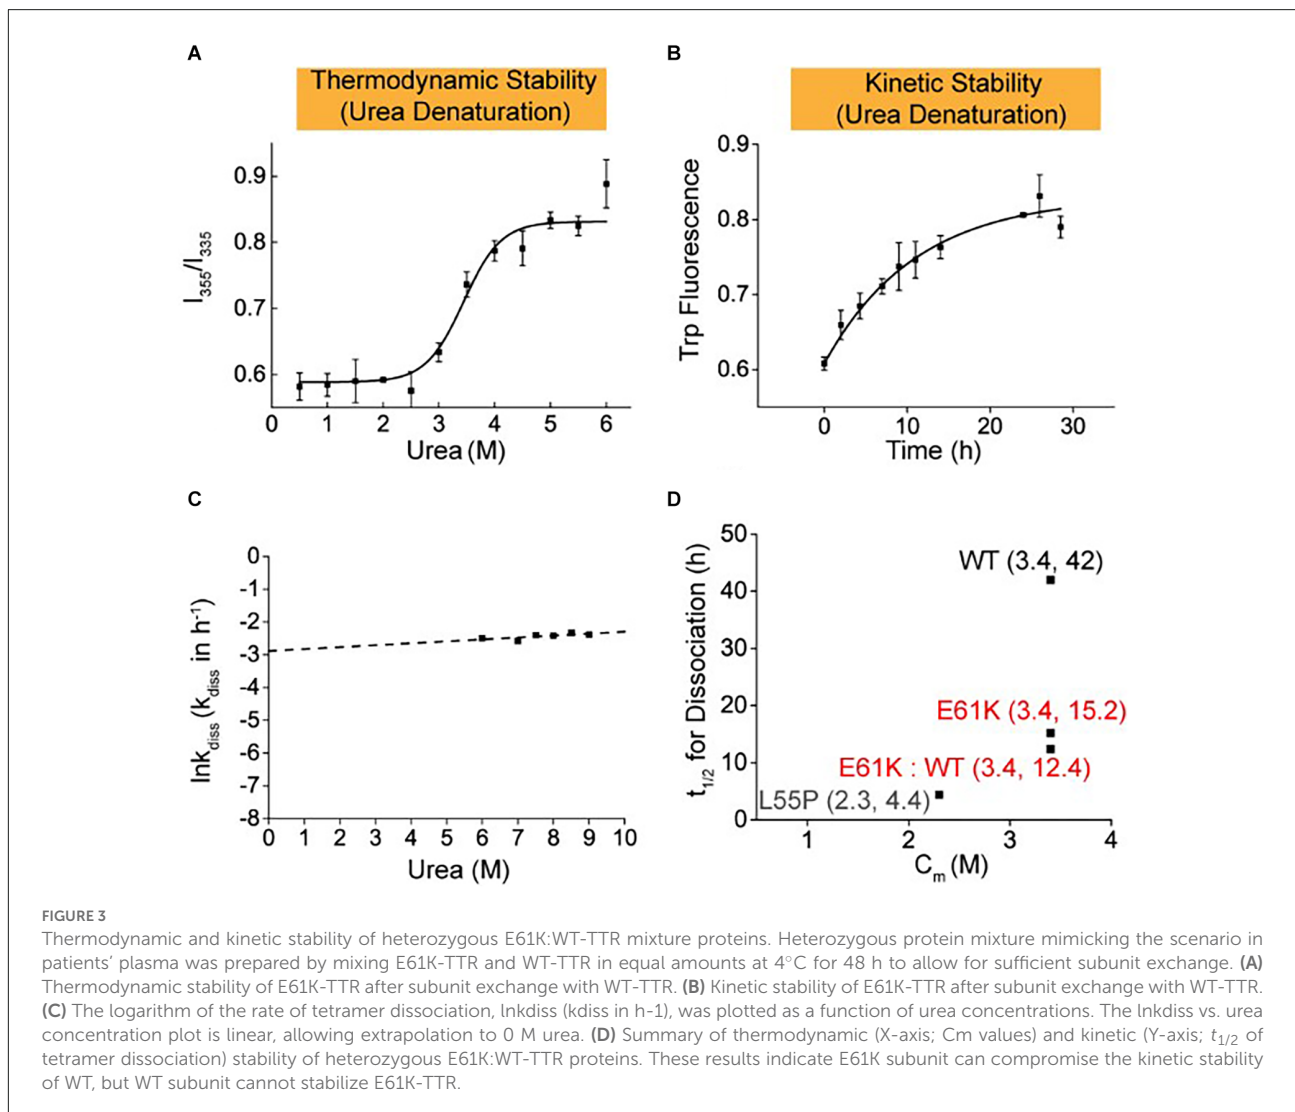 A
Thermodynamic Stability
(Urea Denaturation)
I355/I335
0.9
0.8
0.7
0.6
0 1 2 3 4 5 6
Urea (M)
B
Kinetic Stability
(Urea Denaturation)
Trp Fluorescence
0.9
0.8
0.7
0.6
0 10 20 30
Time (h)
C
lnkdiss (kdiss in h-1)
0
-1
-2
-3
-4
-5
-6
-7
-8
0 1 2 3 4 5 6 7 8 9 10
Urea (M)
D
t1/2 for Dissociation (h)
50
40
30
20
10
0
WT (3.4, 42)
E61K (3.4, 15.2)
E61K : WT (3.4, 12.4)
L55P (2.3, 4.4)
1 2 3 4
Cm (M)
FIGURE 3
Thermodynamic and kinetic stability of heterozygous E61K:WT-TTR mixture proteins. Heterozygous protein mixture mimicking the scenario in
patients' plasma was prepared by mixing E61K-TTR and WT-TTR in equal amounts at 4°C for 48 h to allow for sufficient subunit exchange. (A)
Thermodynamic stability of E61K-TTR after subunit exchange with WT-TTR. (B) Kinetic stability of E61K-TTR after subunit exchange with WT-TTR.
(C) The logarithm of the rate of tetramer dissociation, lnkdiss (kdiss in h-1), was plotted as a function of urea concentrations. The lnkdiss vs. urea
concentration plot is linear, allowing extrapolation to 0 M urea. (D) Summary of thermodynamic (X-axis; Cm values) and kinetic (Y-axis; t1/2 of
tetramer dissociation) stability of heterozygous E61K:WT-TTR proteins. These results indicate E61K subunit can compromise the kinetic stability
of WT, but WT subunit cannot stabilize E61K-TTR.